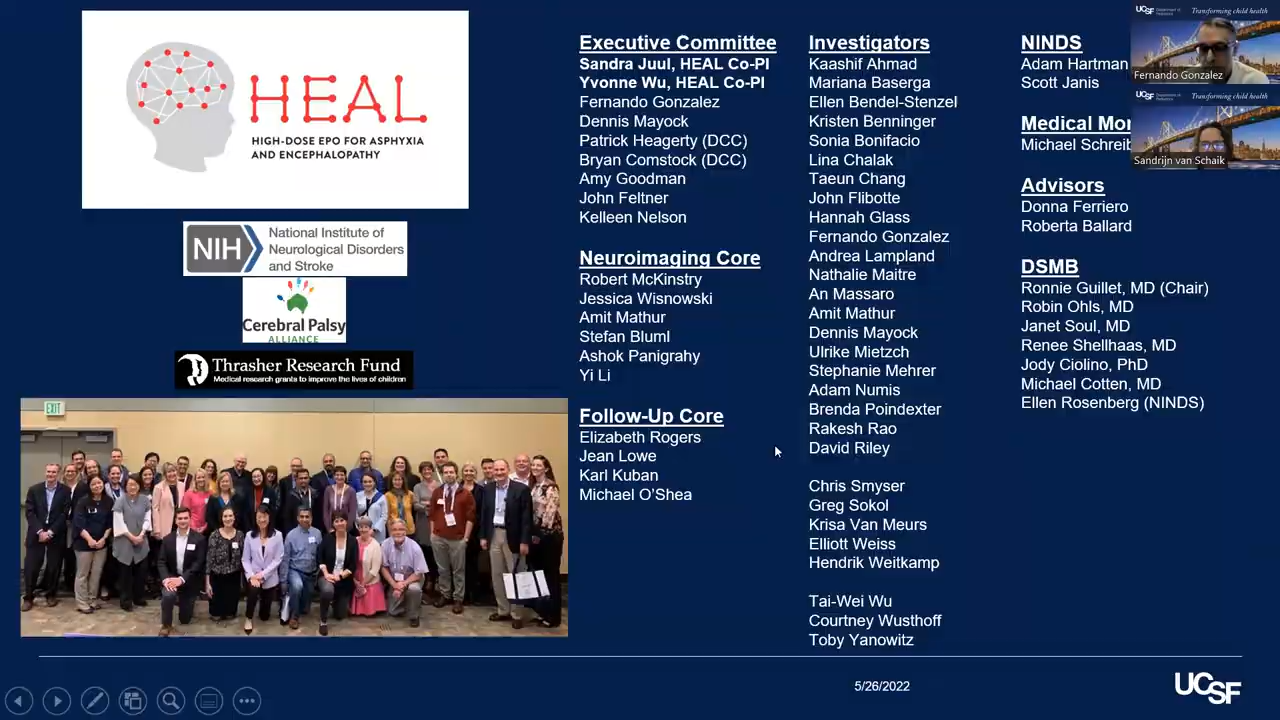 HEAL
HIGH-DOSE EPO FOR ASPHYXIA
AND ENCEPHALOPATHY
NIH
National Institute of
Neurological Disorders
and Stroke
Cerebral Palsy
ALLIANCE
Thrasher Research Fund
Medical research grants to improve the lives of children
EXIT
Executive Committee
Sandra Juul, HEAL Co-PI
Yvonne Wu, HEAL Co-PI
Fernando Gonzalez
Dennis Mayock
Patrick Heagerty (DCC)
Bryan Comstock (DCC)
Amy Goodman
John Feltner
Kelleen Nelson
Neuroimaging Core
Robert McKinstry
Jessica Wisnowski
Amit Mathur
Stefan Bluml
Ashok Panigrahy
Yi Li
Follow-Up Core
Elizabeth Rogers
Jean Lowe
Karl Kuban
Michael O'Shea
Investigators
Kaashif Ahmad
Mariana Baserga
Ellen Bendel-Stenzel
Kristen Benninger
Sonia Bonifacio
Lina Chalak
Taeun Chang
John Flibotte
Hannah Glass
Fernando Gonzalez
Andrea Lampland
Nathalie Maitre
An Massaro
Amit Mathur
Dennis Mayock
Ulrike Mietzch
Stephanie Mehrer
Adam Numis
Brenda Poindexter
Rakesh Rao
David Riley
Chris Smyser
Greg Sokol
Krisa Van Meurs
Elliott Weiss
Hendrik Weitkamp
Tai-Wei Wu
Courtney Wusthoff
Toby Yanowitz
NINDS
Adam Hartman
Scott Janis
Medical Mo
Michael Schreib
Advisors
Donna Ferriero
Roberta Ballard
DSMB
Ronnie Guillet, MD (Chair)
Robin Ohls, MD
Janet Soul, MD
Renee Shellhaas, MD
Jody Ciolino, PhD
Michael Cotten, MD
Ellen Rosenberg (NINDS)
UCSF Department of Pediatrics Transforming child health
Fernando Gonzalez
UCSF Department of Pediatrics Transforming child health
Sandrijn van Schaik
5/26/2022
UCSF